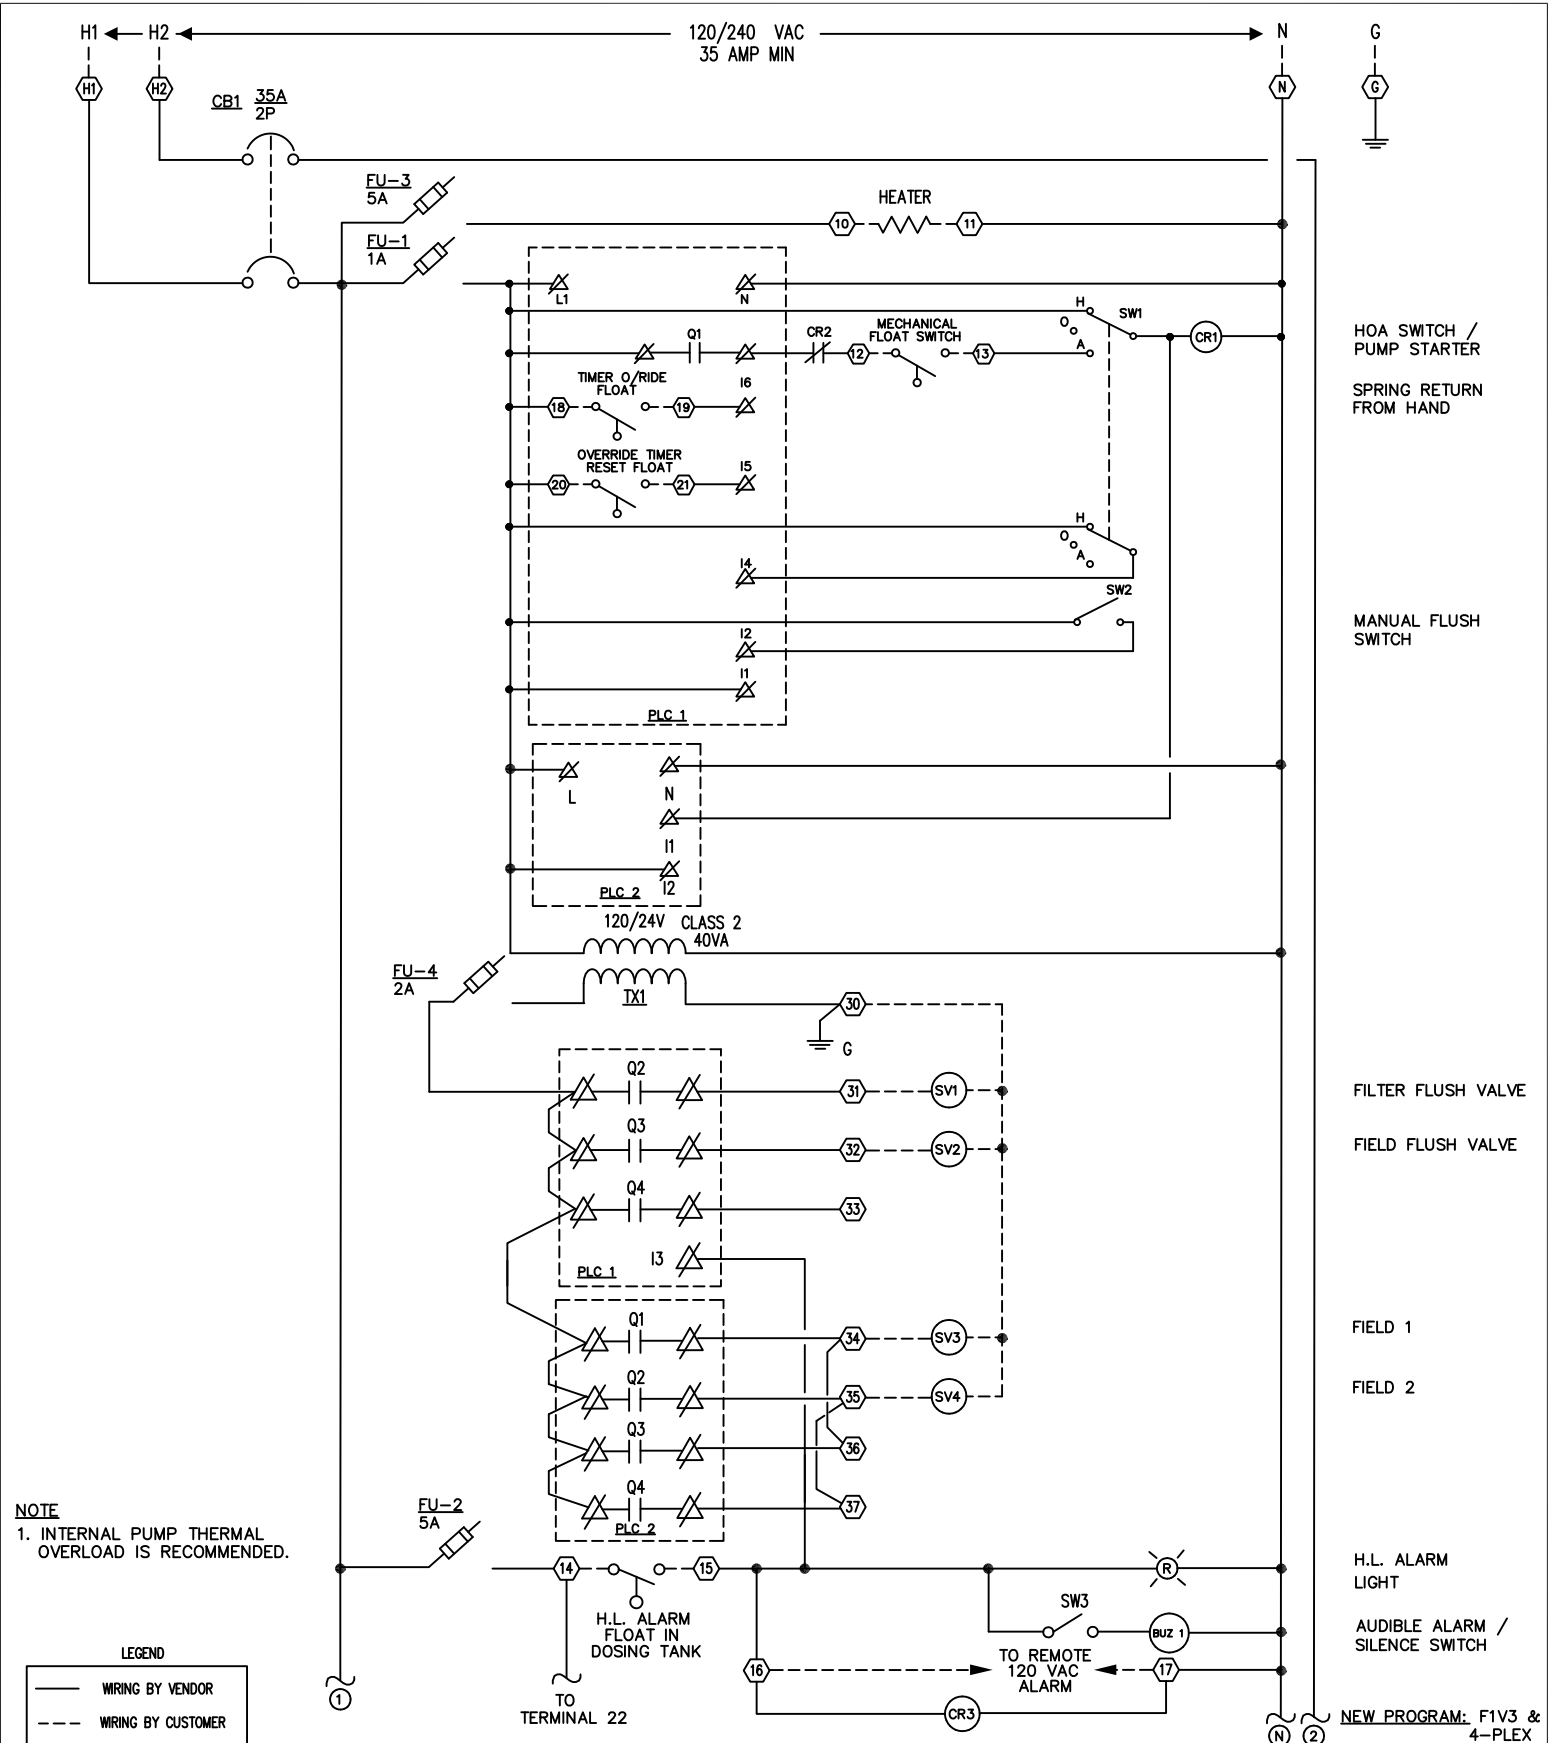 H1 H2 120/240 VAC N G
35 AMP MIN
H1 H2 N G
CB1 35A
2P
FU-3
5A
HEATER
10 11
FU-1
1A
L1 N
H SW1
O
A
CR1
Q1 CR2 MECHANICAL
FLOAT SWITCH
12 13
HOA SWITCH /
PUMP STARTER
TIMER O/RIDE
FLOAT
18 19 I6
SPRING RETURN
FROM HAND
OVERRIDE TIMER
RESET FLOAT
20 21 I5
H
O
A
I4
SW2
MANUAL FLUSH
SWITCH
I2
I1
PLC 1
L N
I1
I2
PLC 2
120/24V CLASS 2
40VA
FU-4
2A
TX1
30
G
Q2 31 SV1 FILTER FLUSH VALVE
Q3 32 SV2 FIELD FLUSH VALVE
Q4 33
I3
PLC 1
Q1 34 SV3 FIELD 1
Q2 35 SV4 FIELD 2
Q3 36
Q4 37
PLC 2
NOTE
1. INTERNAL PUMP THERMAL
OVERLOAD IS RECOMMENDED.
FU-2
5A
14 15 R
H.L. ALARM
LIGHT
H.L. ALARM
FLOAT IN
DOSING TANK
SW3
BUZ 1
AUDIBLE ALARM /
SILENCE SWITCH
16 17
TO REMOTE
120 VAC
ALARM
CR3
TO
TERMINAL 22
LEGEND
WIRING BY VENDOR
WIRING BY CUSTOMER
1
N 2
NEW PROGRAM: F1V3 &
4-PLEX